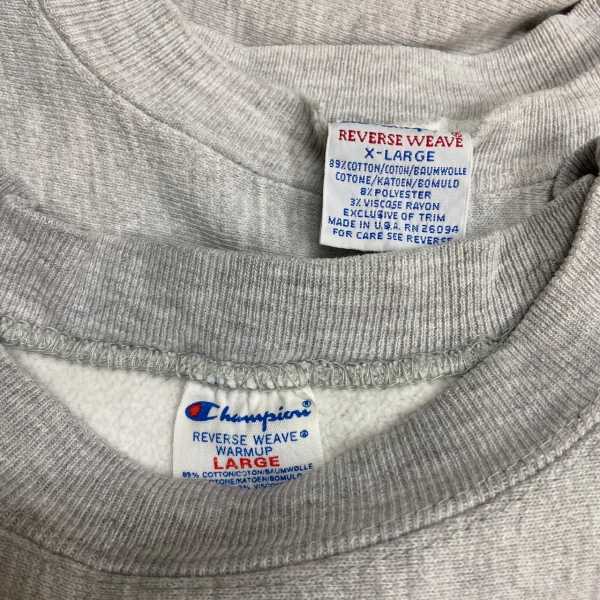 REVERSE WEAVE®
X-LARGE
89% COTTON/COTON/BAUMWOLLE
COTONE/KATOEN/BOMULD
8% POLYESTER
3% VISCOSE RAYON
EXCLUSIVE OF TRIM
MADE IN U.S.A. RN 26094
FOR CARE SEE REVERSE
Champion®
REVERSE WEAVE®
WARMUP
LARGE
89% COTTON/COTON/BAUMWOLLE
COTONE/KATOEN/BOMULD